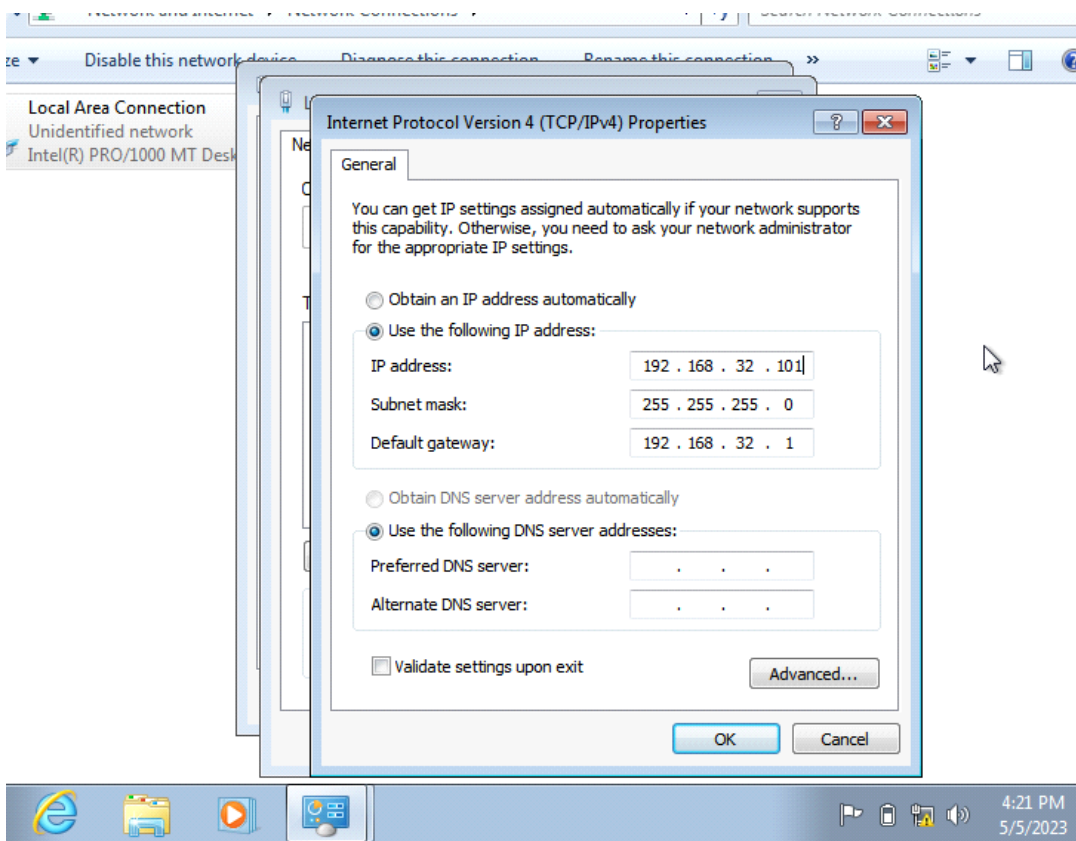 Network and Internet Network Connections Search Network Connections
Disable this network device Diagnose this connection Rename this connection »
Local Area Connection
Unidentified network
Intel(R) PRO/1000 MT Desk
Internet Protocol Version 4 (TCP/IPv4) Properties
General
You can get IP settings assigned automatically if your network supports
this capability. Otherwise, you need to ask your network administrator
for the appropriate IP settings.
Obtain an IP address automatically
Use the following IP address:
IP address: 192 . 168 . 32 . 101
Subnet mask: 255 . 255 . 255 . 0
Default gateway: 192 . 168 . 32 . 1
Obtain DNS server address automatically
Use the following DNS server addresses:
Preferred DNS server: . . .
Alternate DNS server: . . .
Validate settings upon exit
Advanced...
OK Cancel
4:21 PM
5/5/2023